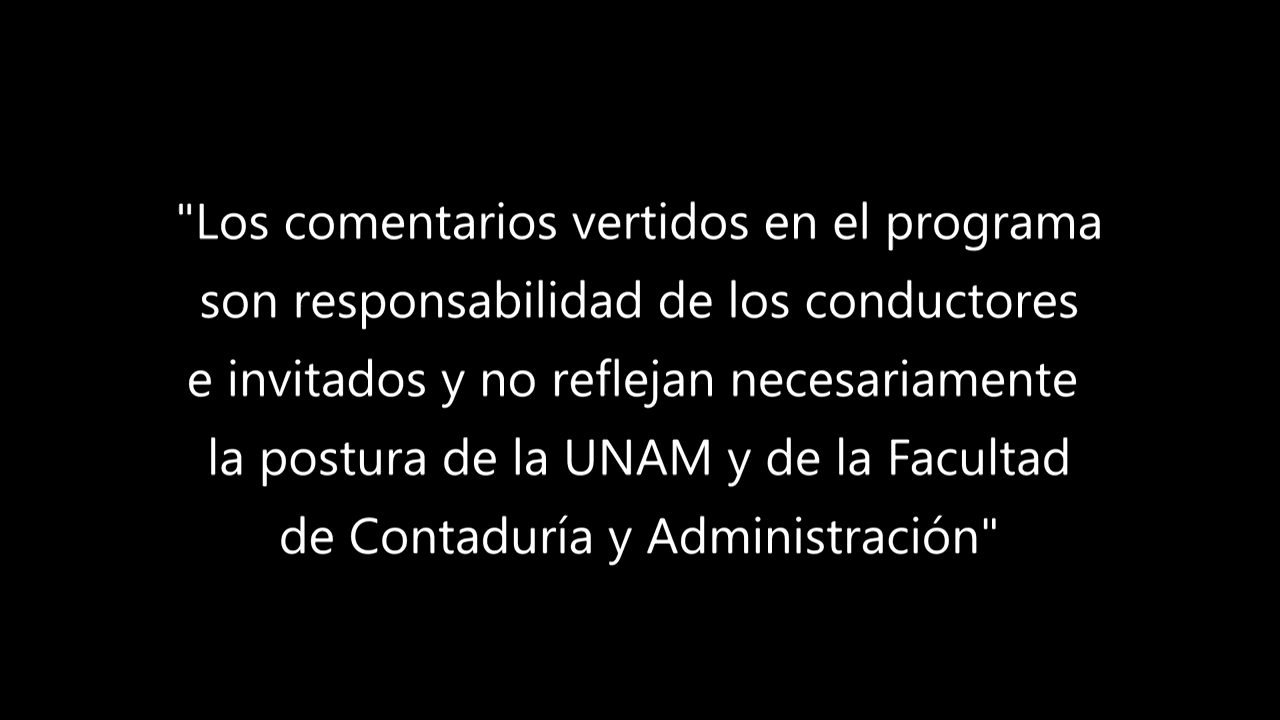 "Los comentarios vertidos en el programa
son responsabilidad de los conductores
e invitados y no reflejan necesariamente
la postura de la UNAM y de la Facultad
de Contaduría y Administración"